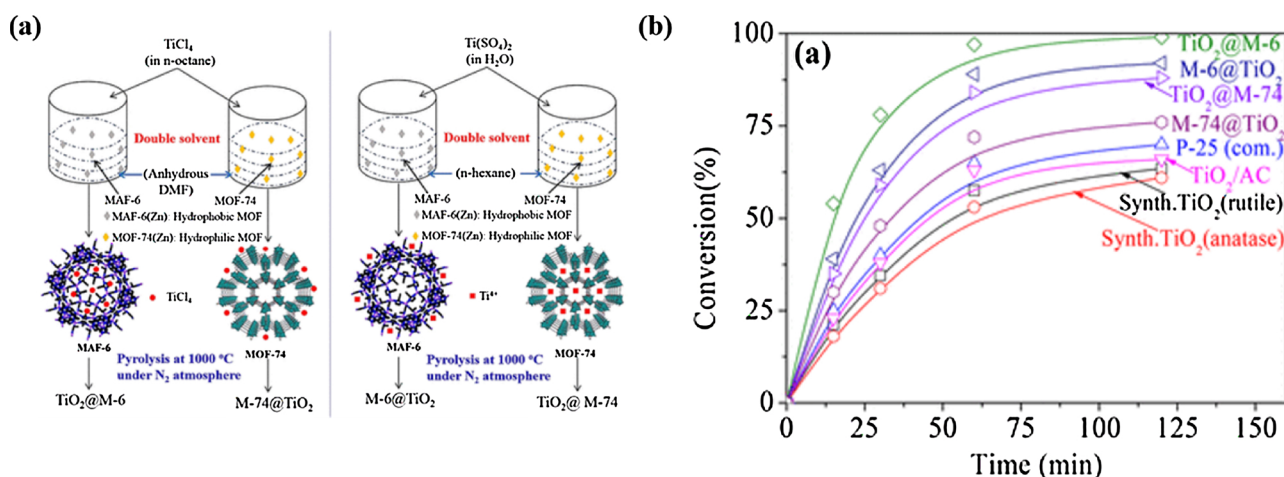 (a)
TiCl₄
(in n-octane)
Double solvent
(Anhydrous
DMF)
MAF-6
MOF-74
MAF-6(Zn): Hydrophobic MOF
MOF-74(Zn): Hydrophilic MOF
TiCl₄
MAF-6
MOF-74
Pyrolysis at 1000 °C
under N₂ atmosphere
TiO₂@M-6
M-74@TiO₂
Ti(SO₄)₂
(in H₂O)
Double solvent
(n-hexane)
MAF-6
MOF-74
MAF-6(Zn): Hydrophobic MOF
MOF-74(Zn): Hydrophilic MOF
Ti⁴⁺
MAF-6
MOF-74
Pyrolysis at 1000 °C
under N₂ atmosphere
M-6@TiO₂
TiO₂@ M-74
(b)
(a)
100
75
50
25
0
Conversion(%)
TiO₂@M-6
M-6@TiO₂
TiO₂@M-74
M-74@TiO₂
P-25 (com.)
TiO₂/AC
Synth.TiO₂(rutile)
Synth.TiO₂(anatase)
0 25 50 75 100 125 150
Time (min)